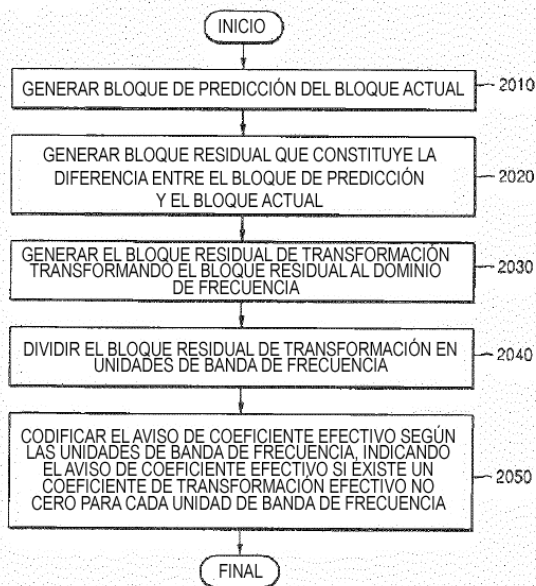 INICIO
GENERAR BLOQUE DE PREDICCIÓN DEL BLOQUE ACTUAL
2010
GENERAR BLOQUE RESIDUAL QUE CONSTITUYE LA
DIFERENCIA ENTRE EL BLOQUE DE PREDICCIÓN
Y EL BLOQUE ACTUAL
2020
GENERAR EL BLOQUE RESIDUAL DE TRANSFORMACIÓN
TRANSFORMANDO EL BLOQUE RESIDUAL AL DOMINIO
DE FRECUENCIA
2030
DIVIDIR EL BLOQUE RESIDUAL DE TRANSFORMACIÓN EN
UNIDADES DE BANDA DE FRECUENCIA
2040
CODIFICAR EL AVISO DE COEFICIENTE EFECTIVO SEGÚN
LAS UNIDADES DE BANDA DE FRECUENCIA, INDICANDO
EL AVISO DE COEFICIENTE EFECTIVO SI EXISTE UN
COEFICIENTE DE TRANSFORMACIÓN EFECTIVO NO
CERO PARA CADA UNIDAD DE BANDA DE FRECUENCIA
2050
FINAL